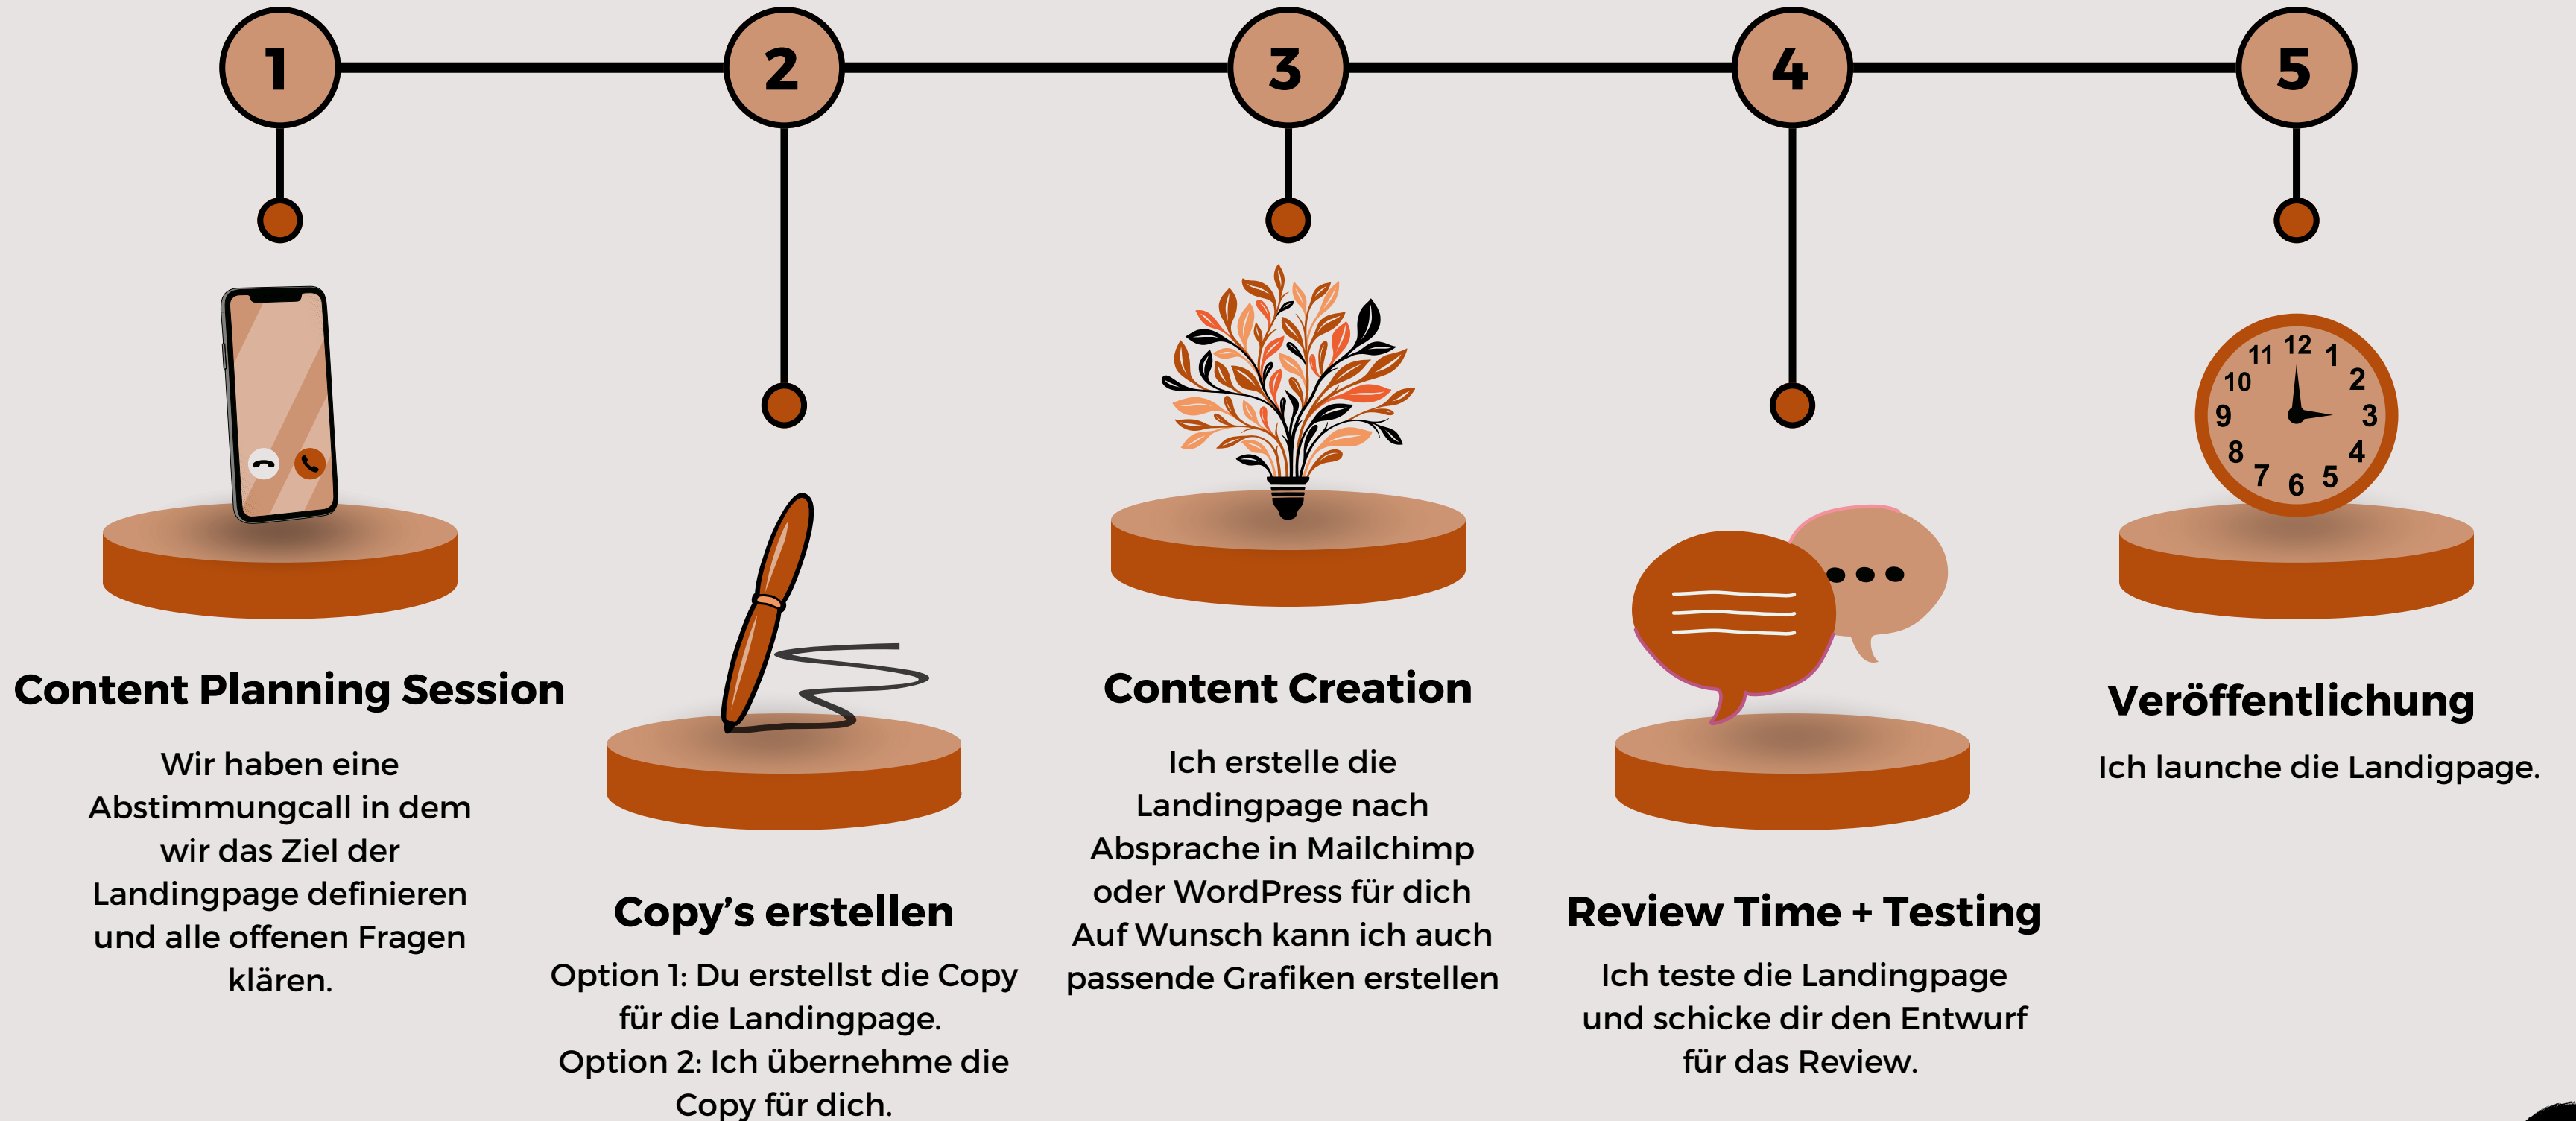 1
2
3
4
5
12
11
1
10
2
9
3
8
4
7
5
6
Content Planning Session
Wir haben eine
Abstimmungcall in dem
wir das Ziel der
Landingpage definieren
und alle offenen Fragen
klären.
Copy’s erstellen
Option 1: Du erstellst die Copy
für die Landingpage.
Option 2: Ich übernehme die
Copy für dich.
Content Creation
Ich erstelle die
Landingpage nach
Absprache in Mailchimp
oder WordPress für dich
Auf Wunsch kann ich auch
passende Grafiken erstellen
Review Time + Testing
Ich teste die Landingpage
und schicke dir den Entwurf
für das Review.
Veröffentlichung
Ich launche die Landigpage.